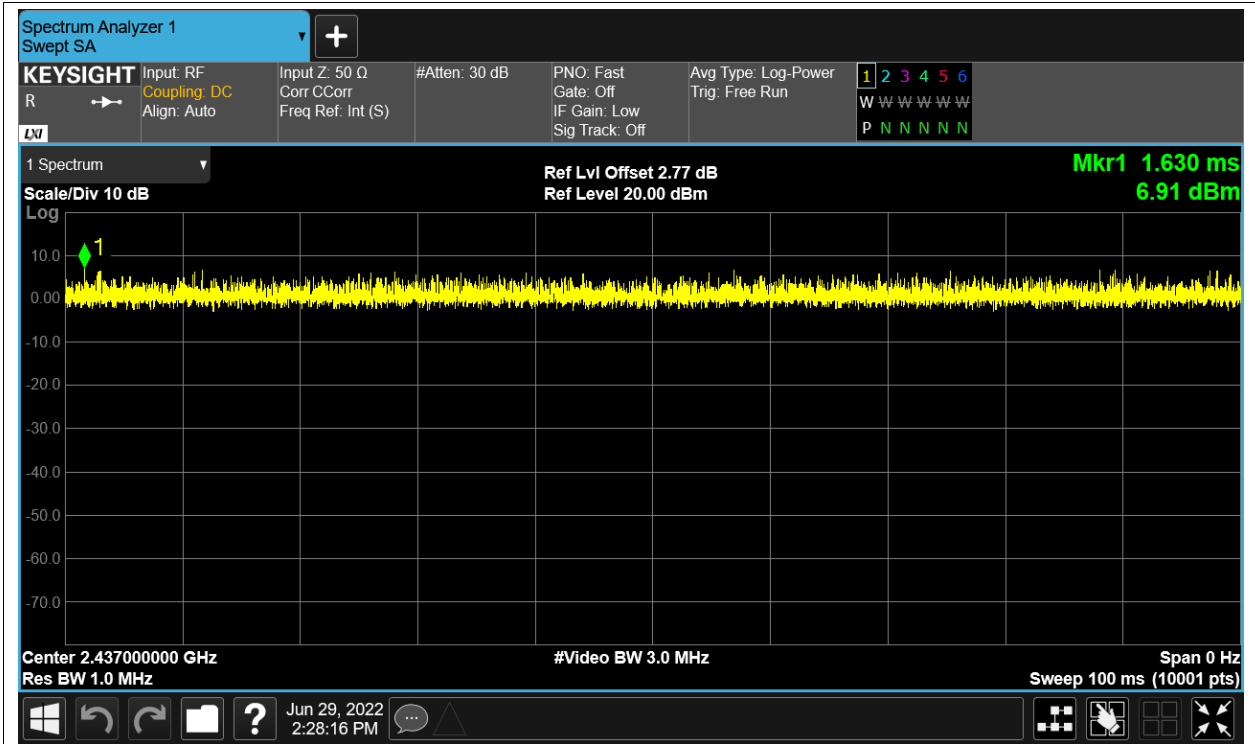 Spectrum Analyzer 1
Swept SA
KEYSIGHT
R
LXI
Input: RF
Coupling: DC
Align: Auto
Input Z: 50 Ω
Corr CCorr
Freq Ref: Int (S)
#Atten: 30 dB
PNO: Fast
Gate: Off
IF Gain: Low
Sig Track: Off
Avg Type: Log-Power
Trig: Free Run
1 2 3 4 5 6
W W W W W W
P N N N N N
1 Spectrum
Scale/Div 10 dB
Log
Ref Lvl Offset 2.77 dB
Ref Level 20.00 dBm
Mkr1 1.630 ms
6.91 dBm
1
10.0
0.00
-10.0
-20.0
-30.0
-40.0
-50.0
-60.0
-70.0
Center 2.437000000 GHz
Res BW 1.0 MHz
#Video BW 3.0 MHz
Span 0 Hz
Sweep 100 ms (10001 pts)
?
Jun 29, 2022
2:28:16 PM